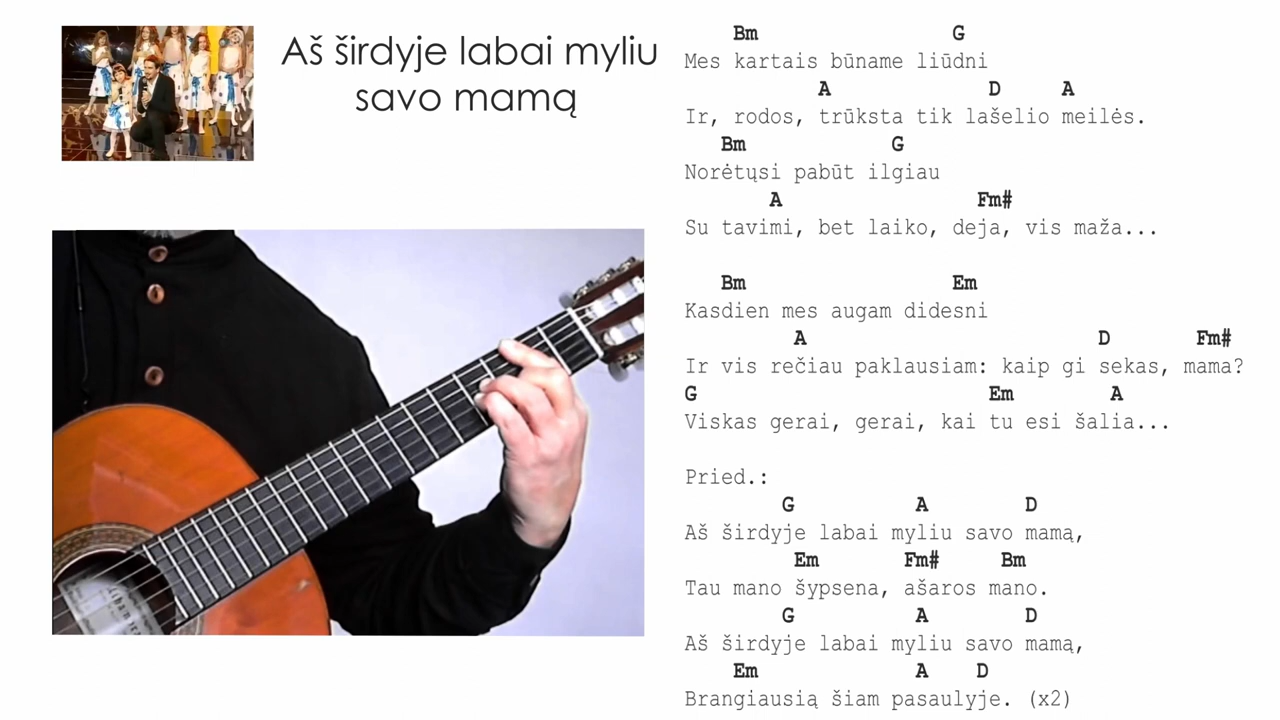 Aš širdyje labai myliu
savo mamą
Bm G
Mes kartais būname liūdni
A D A
Ir, rodos, trūksta tik lašelio meilės.
Bm G
Norėtųsi pabūt ilgiau
A Fm#
Su tavimi, bet laiko, deja, vis maža...
Bm Em
Kasdien mes augam didesni
A D Fm#
Ir vis rečiau paklausiam: kaip gi sekas, mama?
G Em A
Viskas gerai, gerai, kai tu esi šalia...
Pried.:
G A D
Aš širdyje labai myliu savo mamą,
Em Fm# Bm
Tau mano šypsena, ašaros mano.
G A D
Aš širdyje labai myliu savo mamą,
Em A D
Brangiausią šiam pasaulyje. (x2)